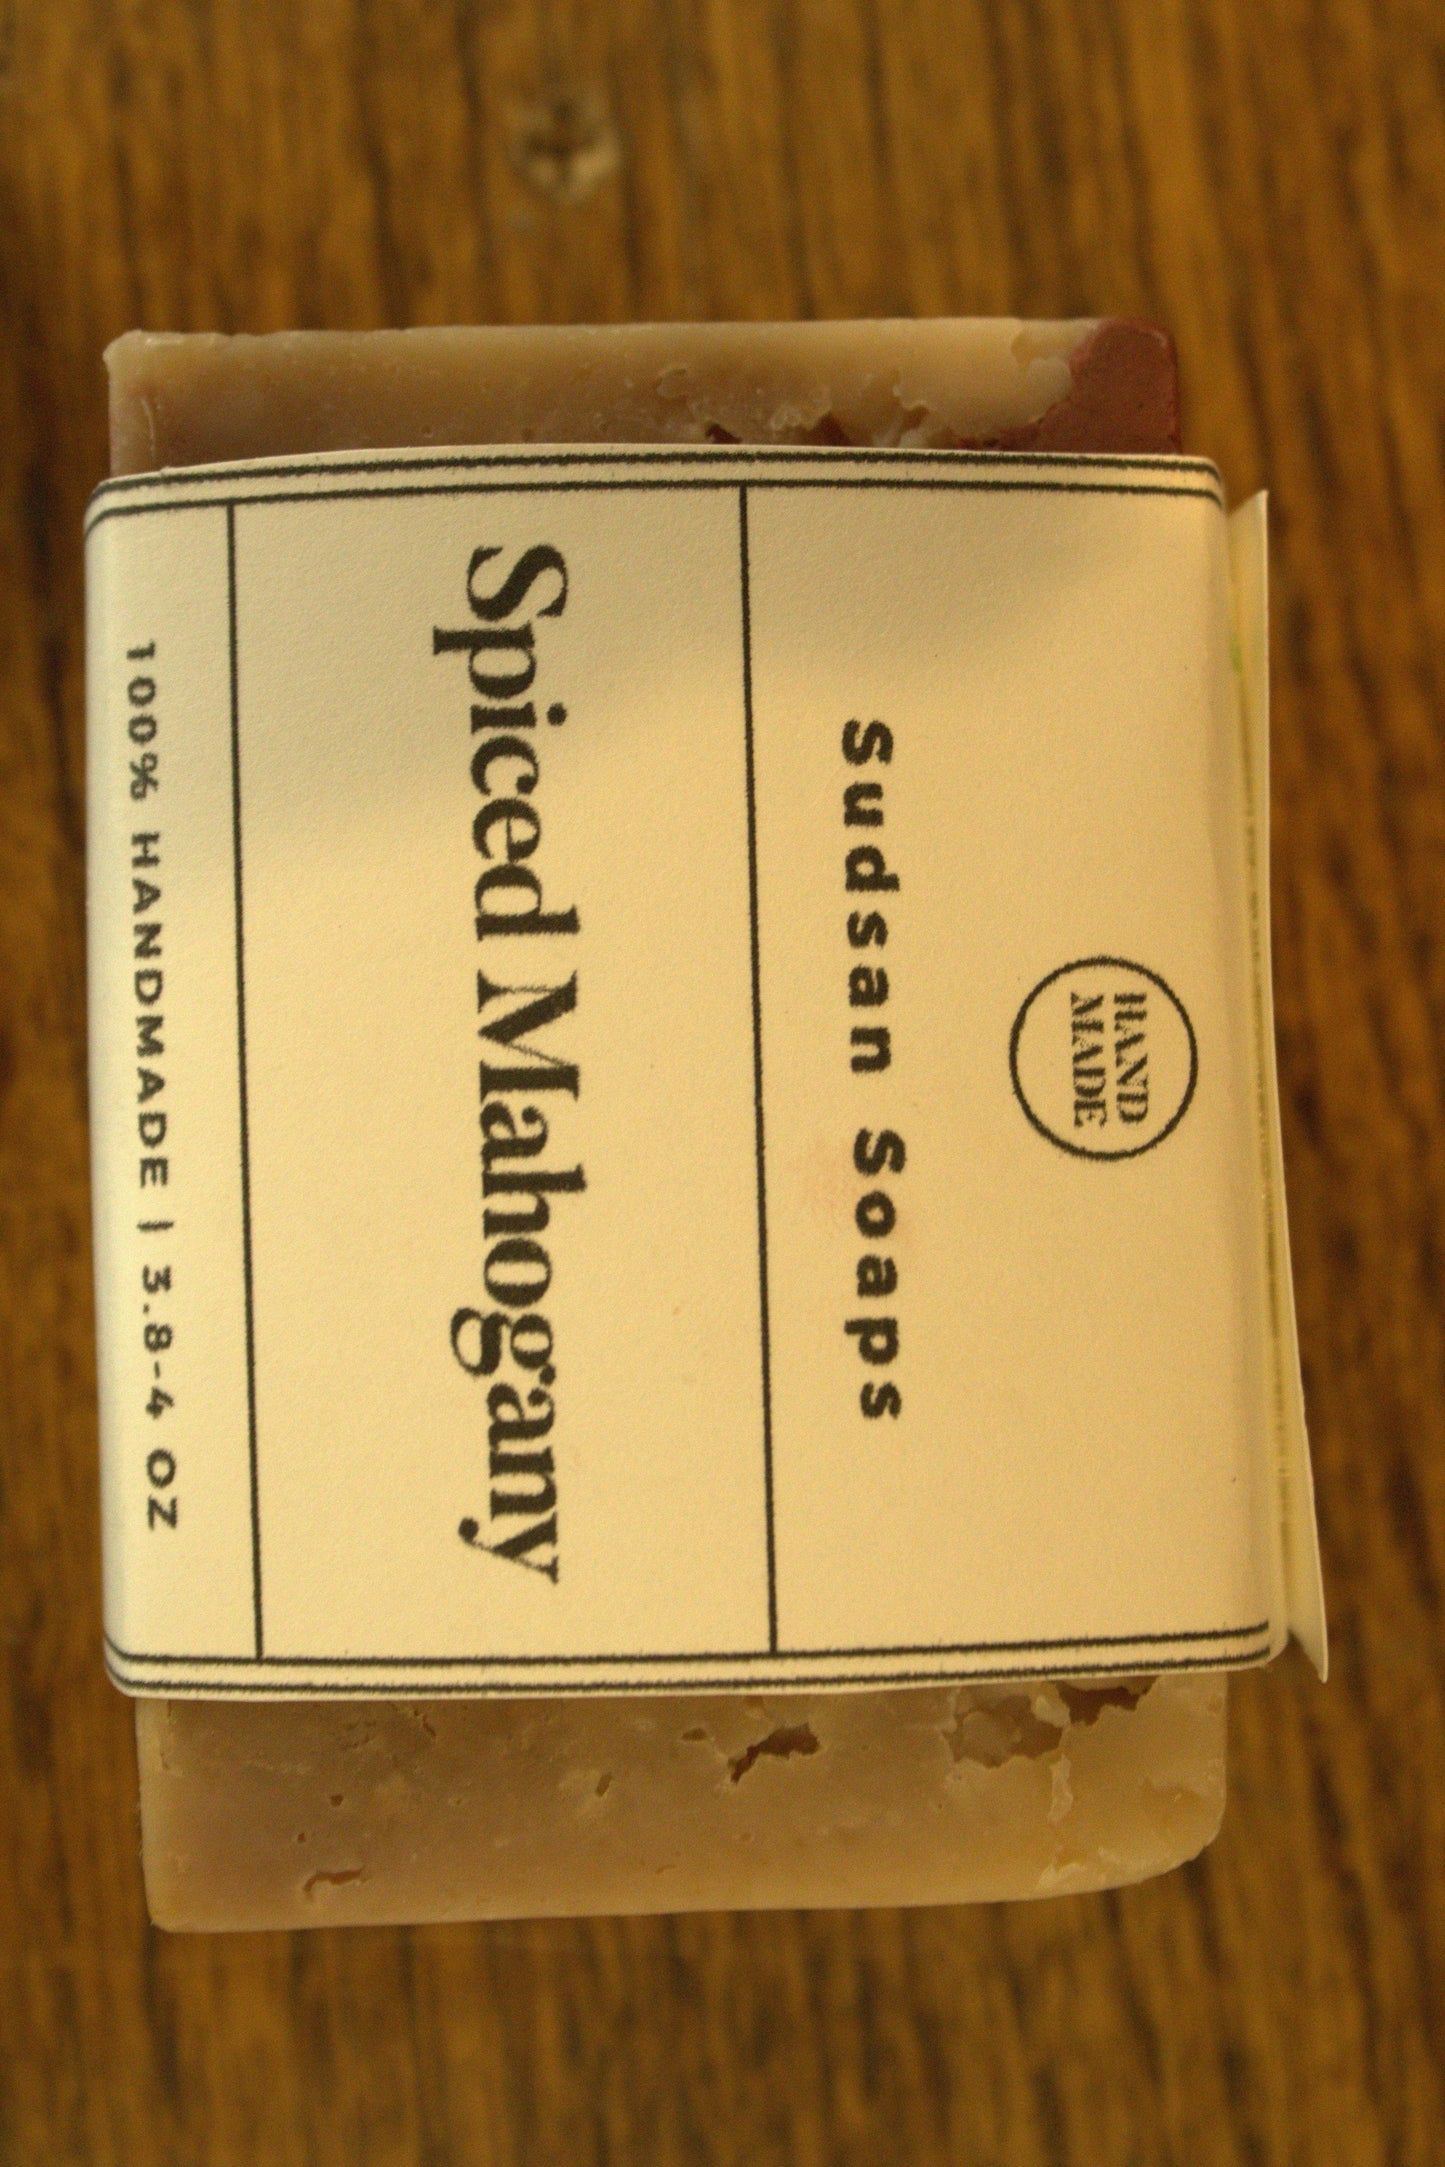 HAND
MADE
Sudsan Soaps
Spiced Mahogany
100% HANDMADE | 3.8-4 OZ